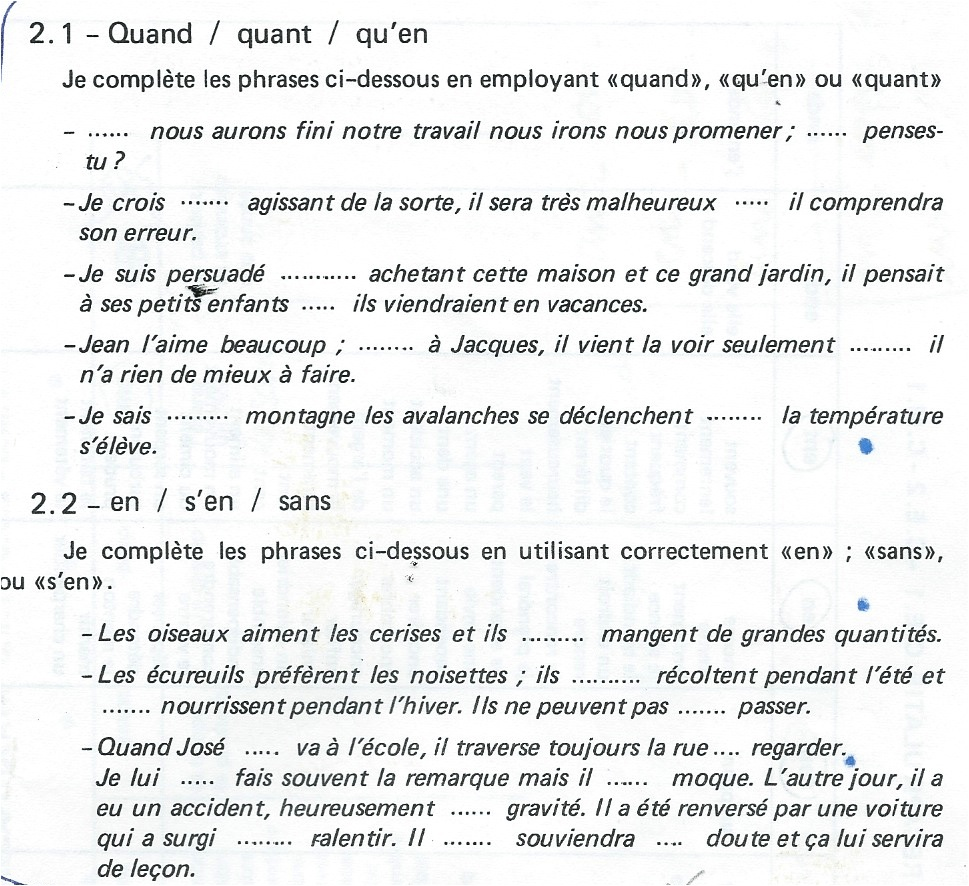 2.1 – Quand / quant / qu'en
Je complète les phrases ci-dessous en employant «quand», «qu'en» ou «quant»
– ...... nous aurons fini notre travail nous irons nous promener ; ...... penses-
tu ?
– Je crois ....... agissant de la sorte, il sera très malheureux ..... il comprendra
son erreur.
– Je suis persuadé ........... achetant cette maison et ce grand jardin, il pensait
à ses petits enfants ..... ils viendraient en vacances.
– Jean l'aime beaucoup ; ........ à Jacques, il vient la voir seulement ......... il
n'a rien de mieux à faire.
– Je sais ......... montagne les avalanches se déclenchent ........ la température
s'élève.
2.2 – en / s'en / sans
Je complète les phrases ci-dessous en utilisant correctement «en» ; «sans»,
ou «s'en».
– Les oiseaux aiment les cerises et ils ......... mangent de grandes quantités.
– Les écureuils préfèrent les noisettes ; ils .......... récoltent pendant l'été et
....... nourrissent pendant l'hiver. Ils ne peuvent pas ....... passer.
– Quand José ..... va à l'école, il traverse toujours la rue .... regarder.
Je lui ..... fais souvent la remarque mais il ...... moque. L'autre jour, il a
eu un accident, heureusement ...... gravité. Il a été renversé par une voiture
qui a surgi ........ ralentir. Il ....... souviendra .... doute et ça lui servira
de leçon.